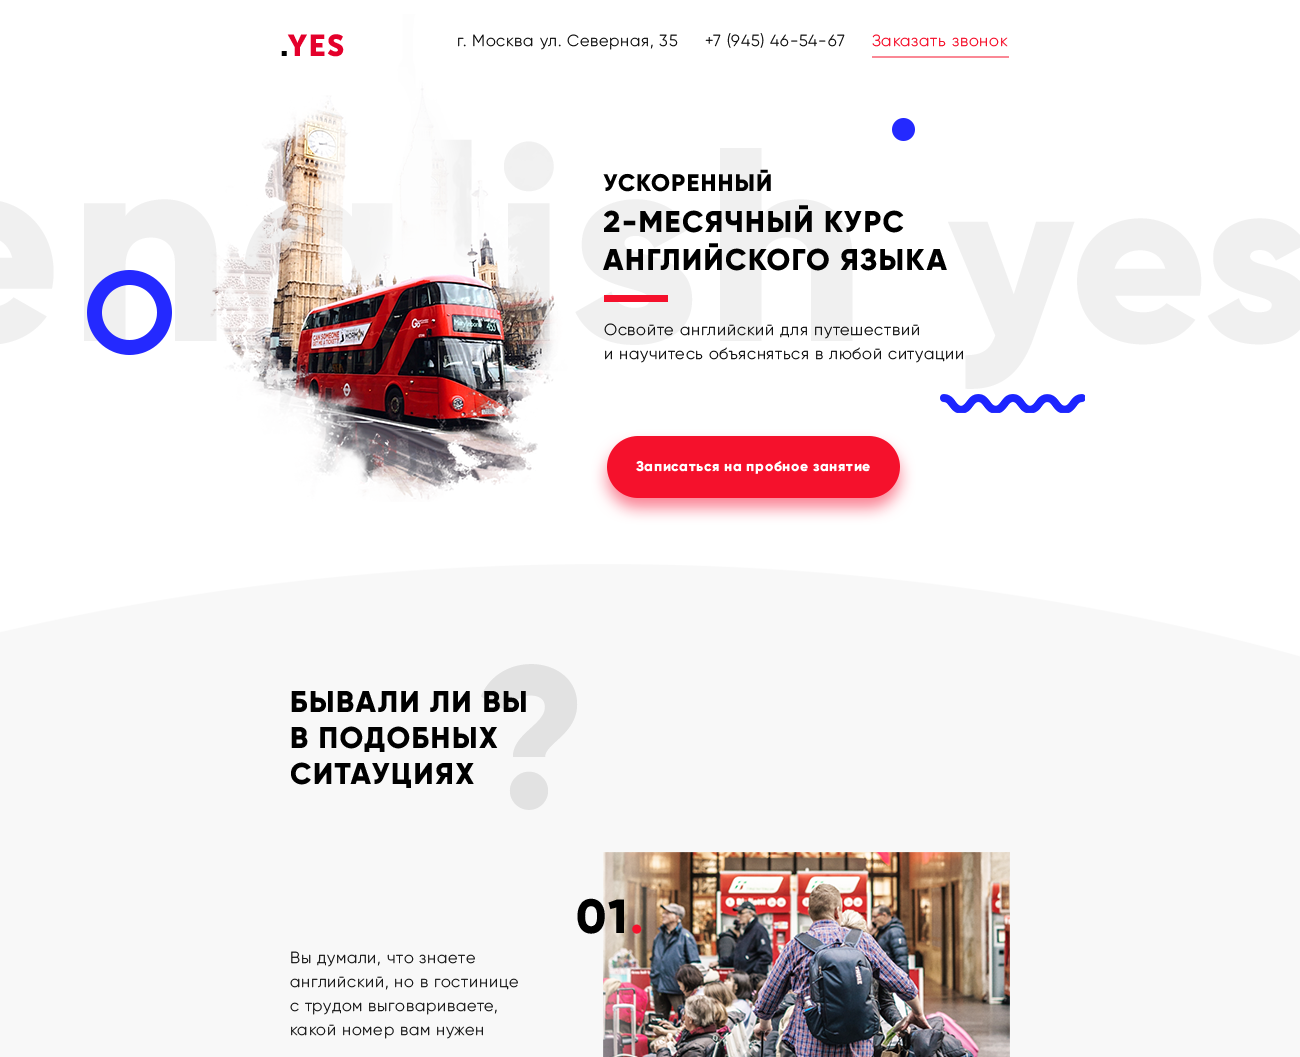 .YES
г. Москва ул. Северная, 35
+7 (945) 46-54-67
Заказать звонок
english yes
УСКОРЕННЫЙ
2-МЕСЯЧНЫЙ КУРС
АНГЛИЙСКОГО ЯЗЫКА
Освойте английский для путешествий
и научитесь объясняться в любой ситуации
Записаться на пробное занятие
БЫВАЛИ ЛИ ВЫ
В ПОДОБНЫХ
СИТАУЦИЯХ
?
01.
Вы думали, что знаете
английский, но в гостинице
с трудом выговариваете,
какой номер вам нужен